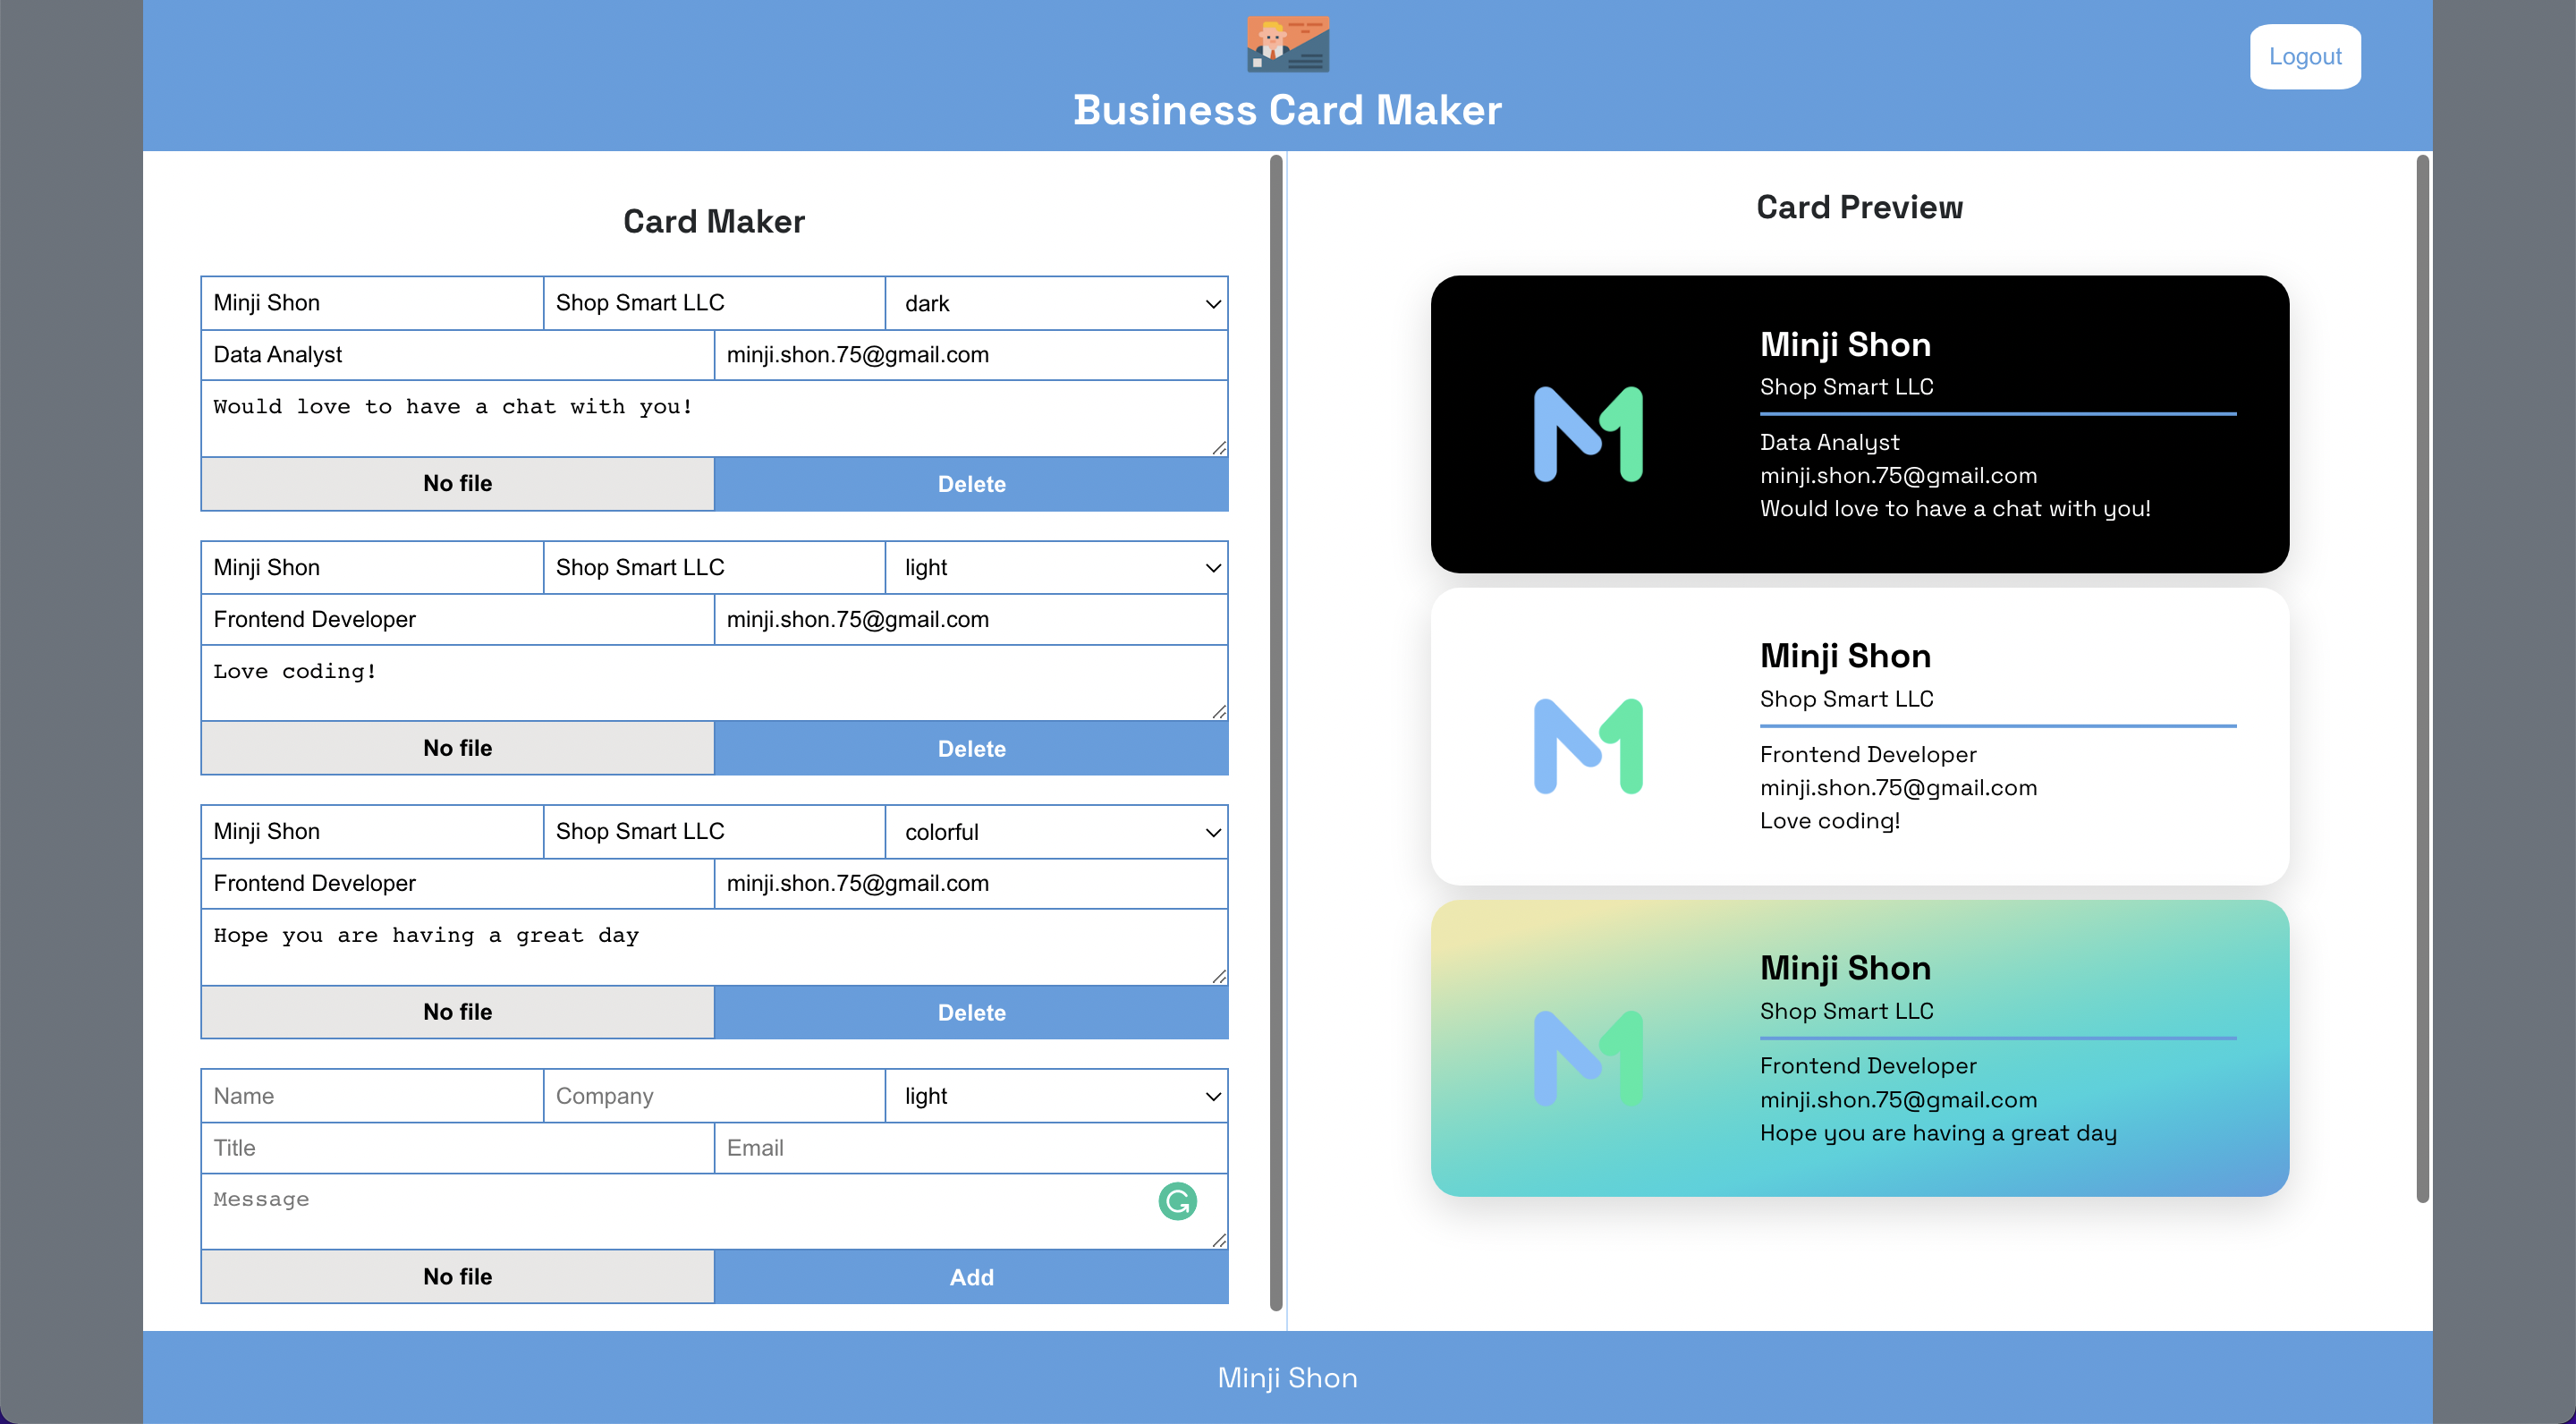 Business Card Maker
Logout
Card Maker
Minji Shon
Shop Smart LLC
dark
Data Analyst
minji.shon.75@gmail.com
Would love to have a chat with you!
No file
Delete
Minji Shon
Shop Smart LLC
light
Frontend Developer
minji.shon.75@gmail.com
Love coding!
No file
Delete
Minji Shon
Shop Smart LLC
colorful
Frontend Developer
minji.shon.75@gmail.com
Hope you are having a great day
No file
Delete
Name
Company
light
Title
Email
Message
No file
Add
Card Preview
Minji Shon
Shop Smart LLC
Data Analyst
minji.shon.75@gmail.com
Would love to have a chat with you!
Minji Shon
Shop Smart LLC
Frontend Developer
minji.shon.75@gmail.com
Love coding!
Minji Shon
Shop Smart LLC
Frontend Developer
minji.shon.75@gmail.com
Hope you are having a great day
Minji Shon